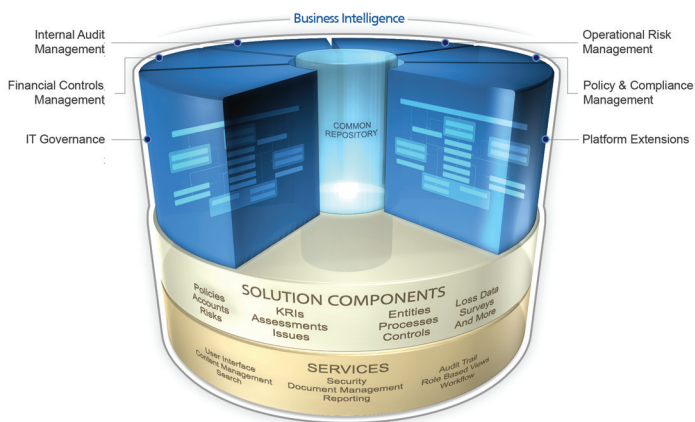 Business Intelligence
Internal Audit
Management
Financial Controls
Management
IT Governance
Operational Risk
Management
Policy & Compliance
Management
Platform Extensions
COMMON
REPOSITORY
SOLUTION COMPONENTS
Policies
Accounts
Risks
KRIs
Assessments
Issues
Entities
Processes
Controls
Loss Data
Surveys
And More
SERVICES
User Interface
Content Management
Search
Security
Document Management
Reporting
Audit Trail
Role Based Views
Workflow